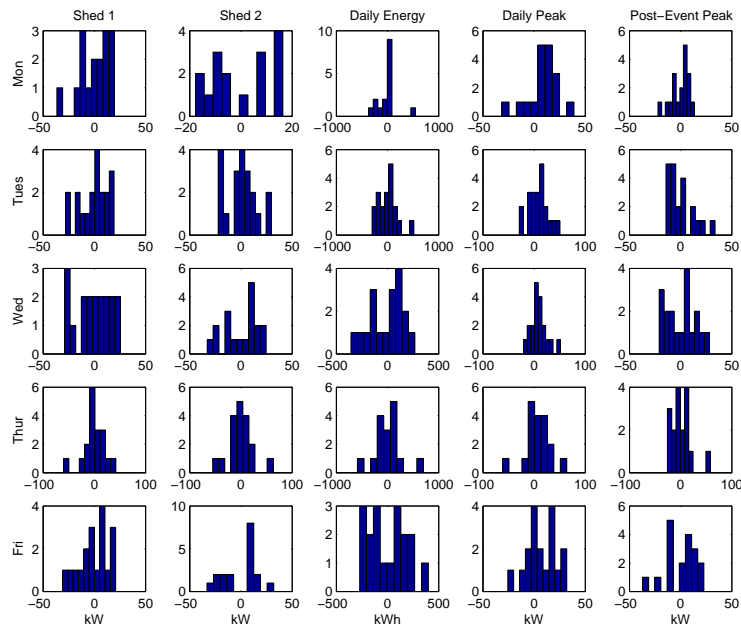 Shed 1 Shed 2 Daily Energy Daily Peak Post−Event Peak
Mon
3 4 10 6 6
2 4 4
2 5
1 2 2
0 0 0 0 0
−50 0 50 −20 0 20 −1000 0 1000 −50 0 50 −50 0 50
Tues
4 4 6 6 6
4 4 4
2 2 2 2 2
0 0 0 0 0
−50 0 50 −50 0 50 −1000 0 1000 −100 0 100 −50 0 50
Wed
3 6 4 6 4
2 4 4
2 2
1 2 2
0 0 0 0 0
−50 0 50 −50 0 50 −500 0 500 −100 0 100 −50 0 50
Thur
6 6 6 6 4
4 4 4 4
2
2 2 2 2
0 0 0 0 0
−100 0 100 −100 0 100 −1000 0 1000 −100 0 100 −100 0 100
Fri
4 10 3 4 6
2 4
2 5 2
1 2
0 0 0 0 0
−50 0 50 −50 0 50 −500 0 500 −50 0 50 −50 0 50
kW kW kWh kW kW